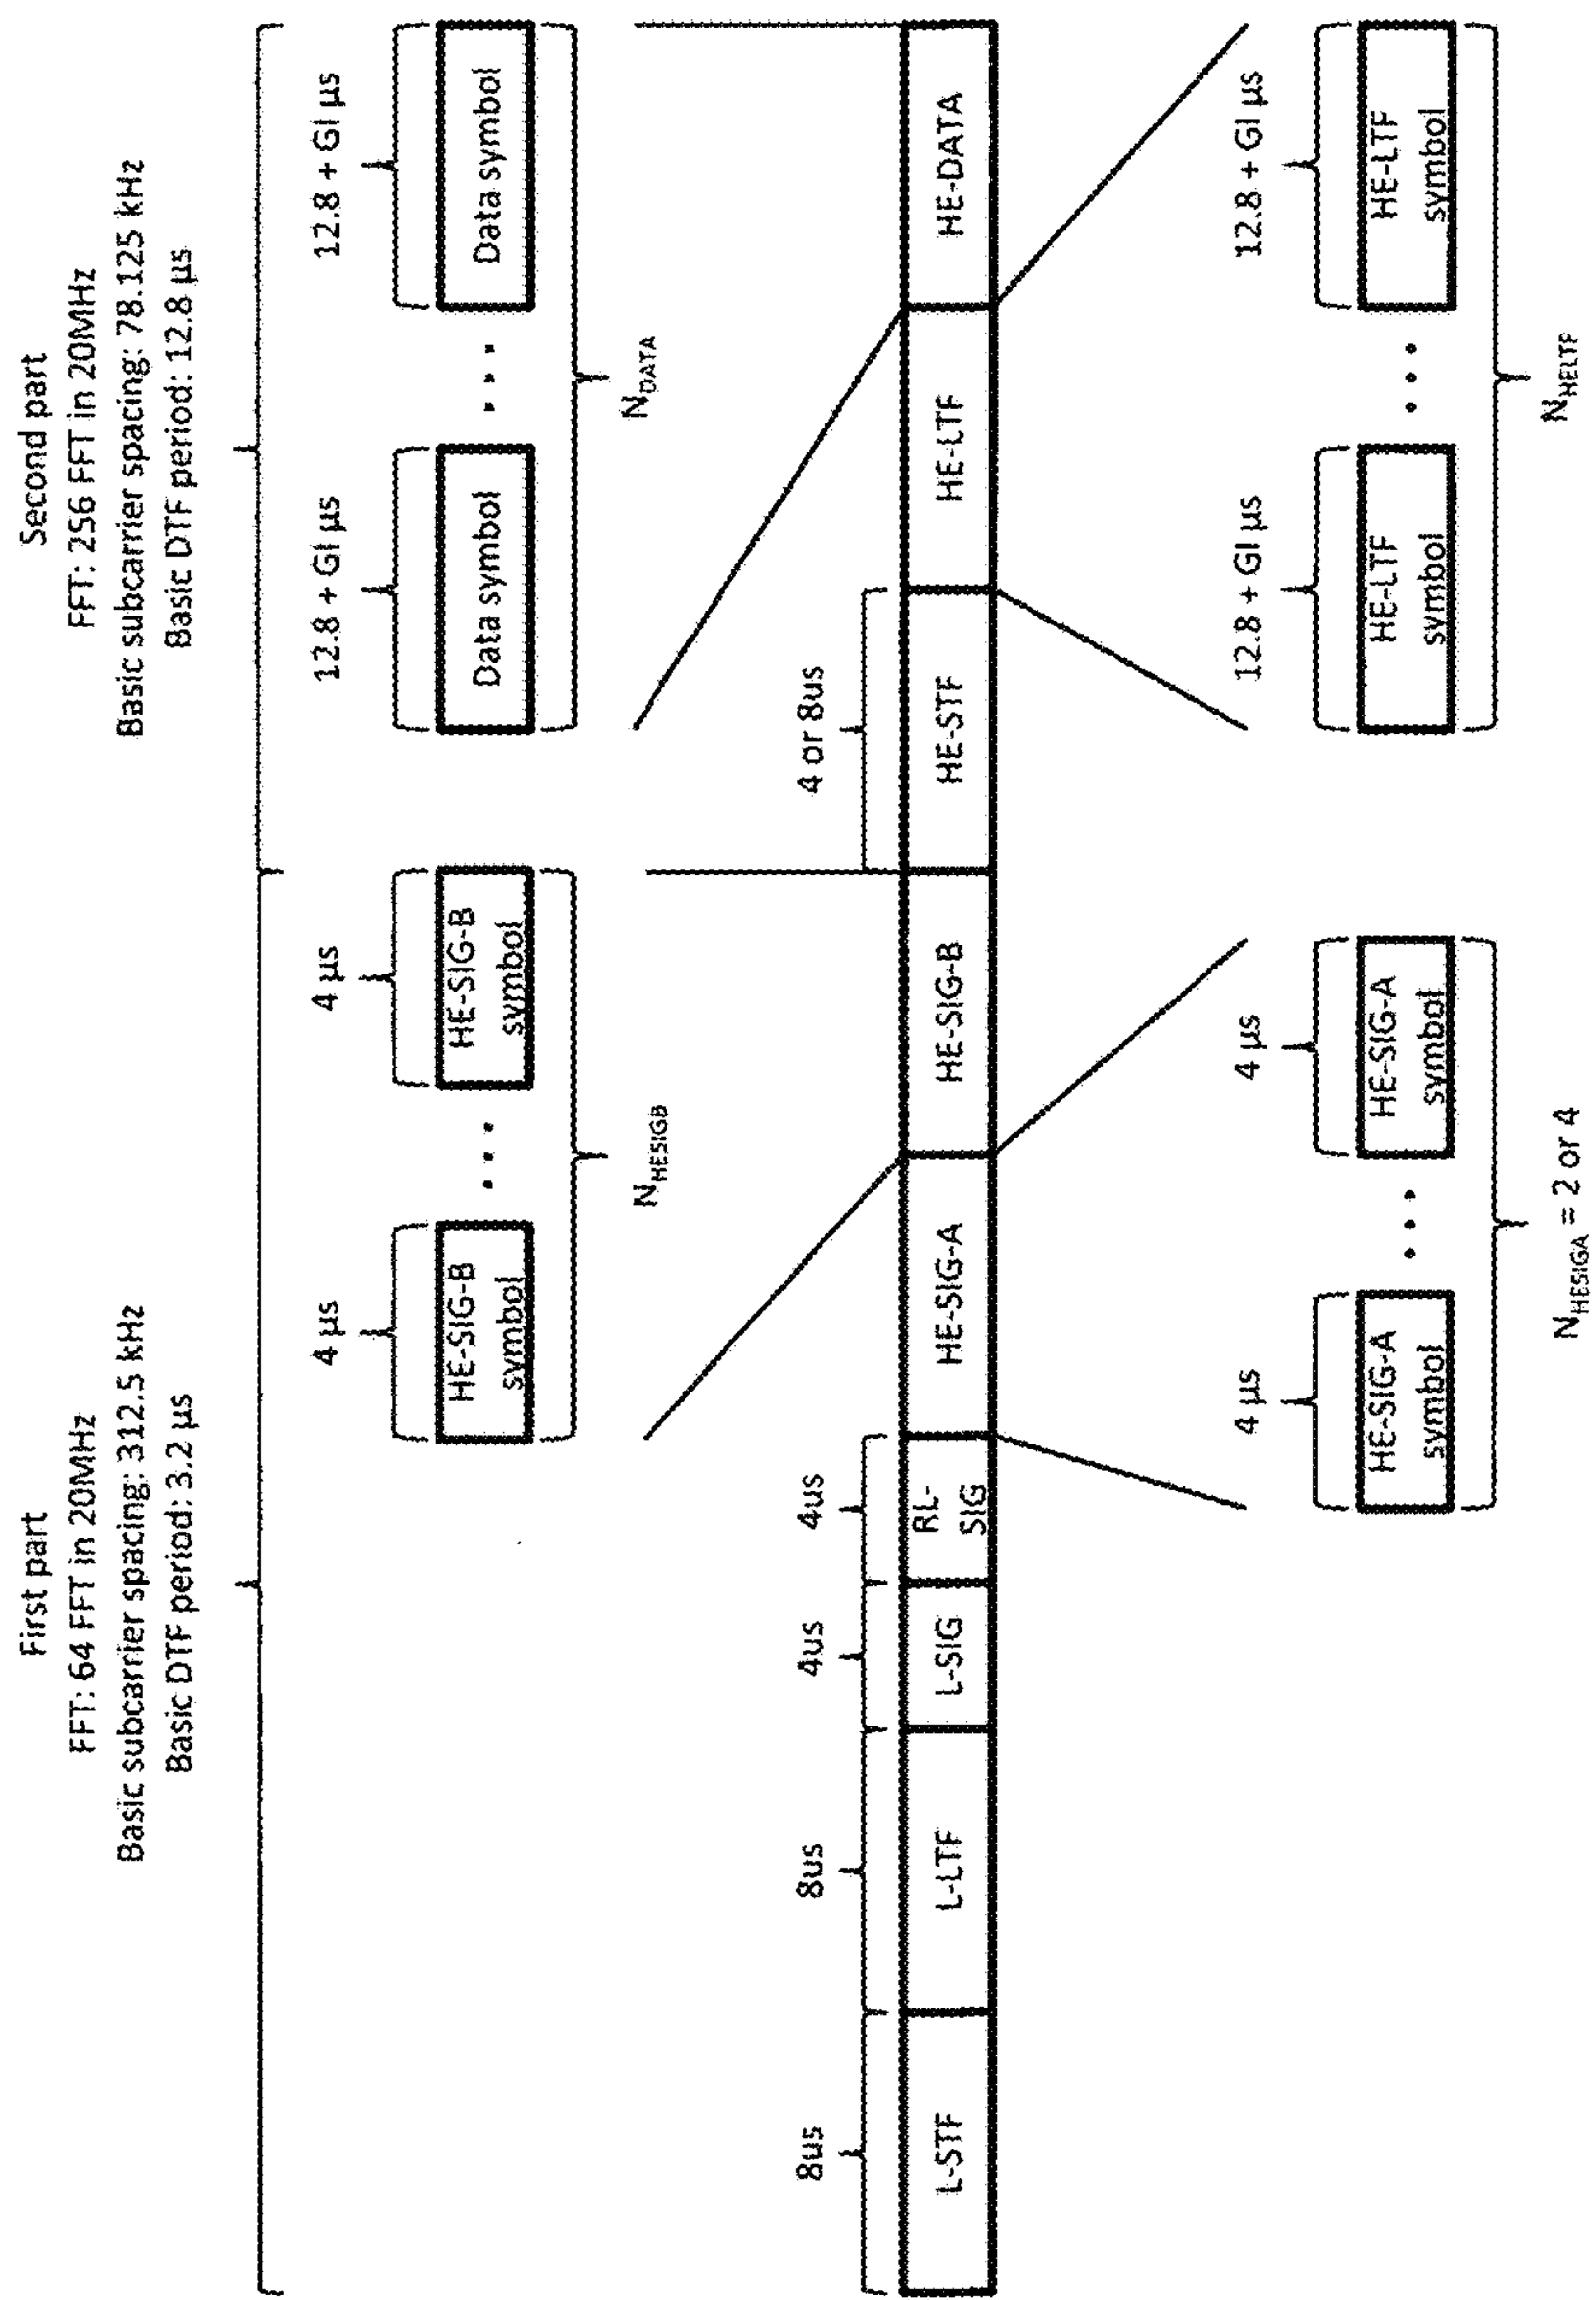 First part
FFT: 64 FFT in 20MHz
Basic subcarrier spacing: 312.5 kHz
Basic DTF period: 3.2 µs
Second part
FFT: 256 FFT in 20MHz
Basic subcarrier spacing: 78.125 kHz
Basic DTF period: 12.8 µs
4 µs
4 µs
12.8 + GI µs
12.8 + GI µs
HE-SIG-B
symbol
...
HE-SIG-B
symbol
Data symbol
...
Data symbol
NHESIGB
NDATA
8us
8us
4us
4us
4 or 8us
L-STF
L-LTF
L-SIG
RL-
SIG
HE-SIG-A
HE-SIG-B
HE-STF
HE-LTF
HE-DATA
4 µs
4 µs
12.8 + GI µs
12.8 + GI µs
HE-SIG-A
symbol
...
HE-SIG-A
symbol
HE-LTF
symbol
...
HE-LTF
symbol
NHESIGA = 2 or 4
NHELTF